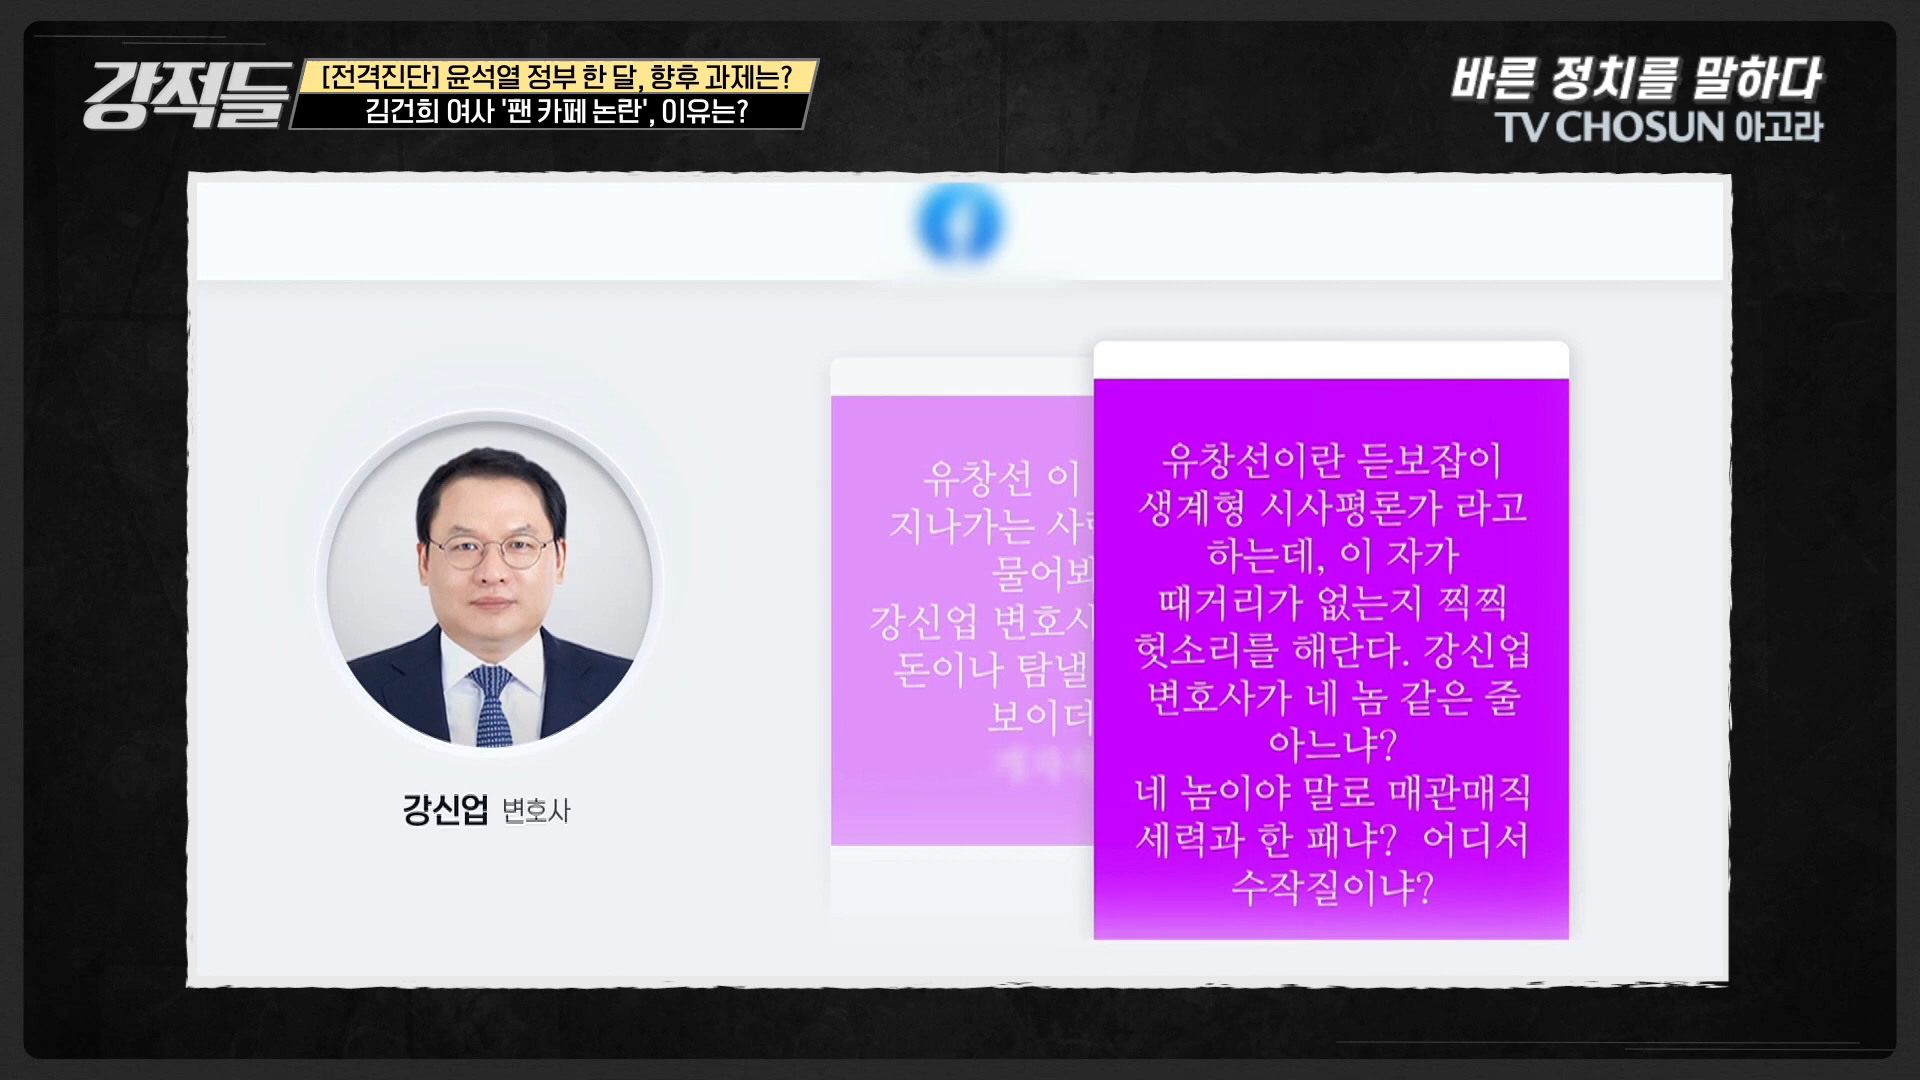 강적들
[전격진단] 윤석열 정부 한 달, 향후 과제는?
김건희 여사 '팬 카페 논란', 이유는?
바른 정치를 말하다
TV CHOSUN 아고라
강신업 변호사
유창선 이
지나가는
물어봐
강신업 변호사
돈이나 탐낼
보이더
유창선이란 듣보잡이
생계형 시사평론가 라고
하는데, 이 자가
때거리가 없는지 찍찍
헛소리를 해단다. 강신업
변호사가 네 놈 같은 줄
아느냐?
네 놈이야 말로 매관매직
세력과 한 패냐? 어디서
수작질이냐?